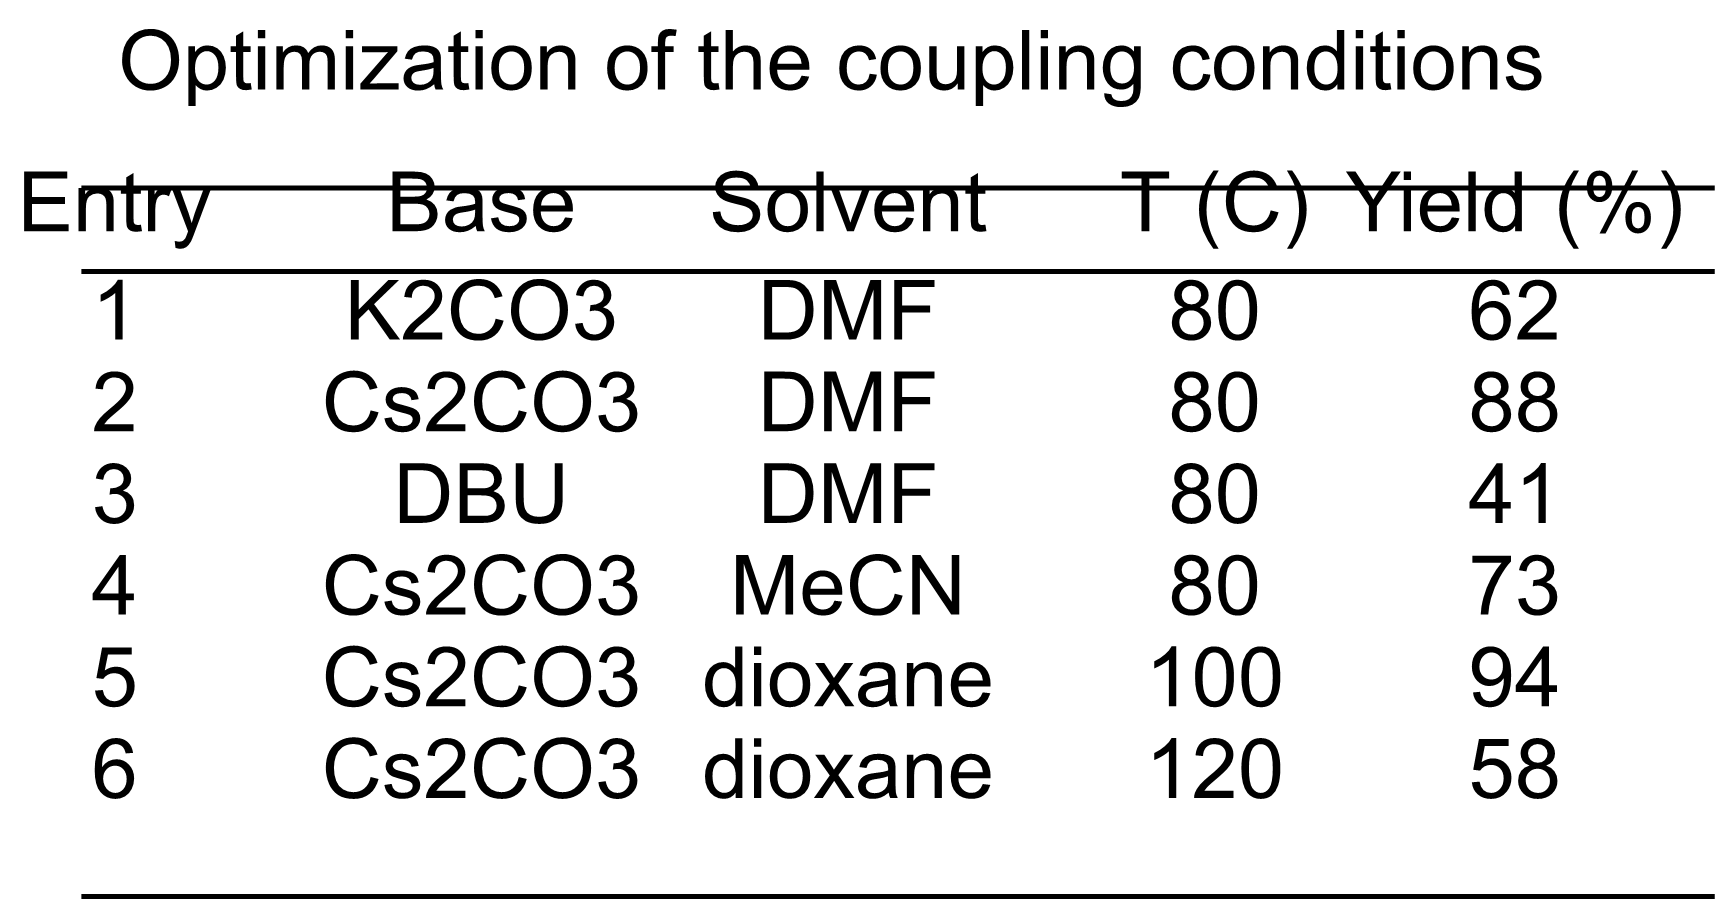 Optimization of the coupling conditions
Entry Base Solvent T (C) Yield (%)
1 K2CO3 DMF 80 62
2 Cs2CO3 DMF 80 88
3 DBU DMF 80 41
4 Cs2CO3 MeCN 80 73
5 Cs2CO3 dioxane 100 94
6 Cs2CO3 dioxane 120 58